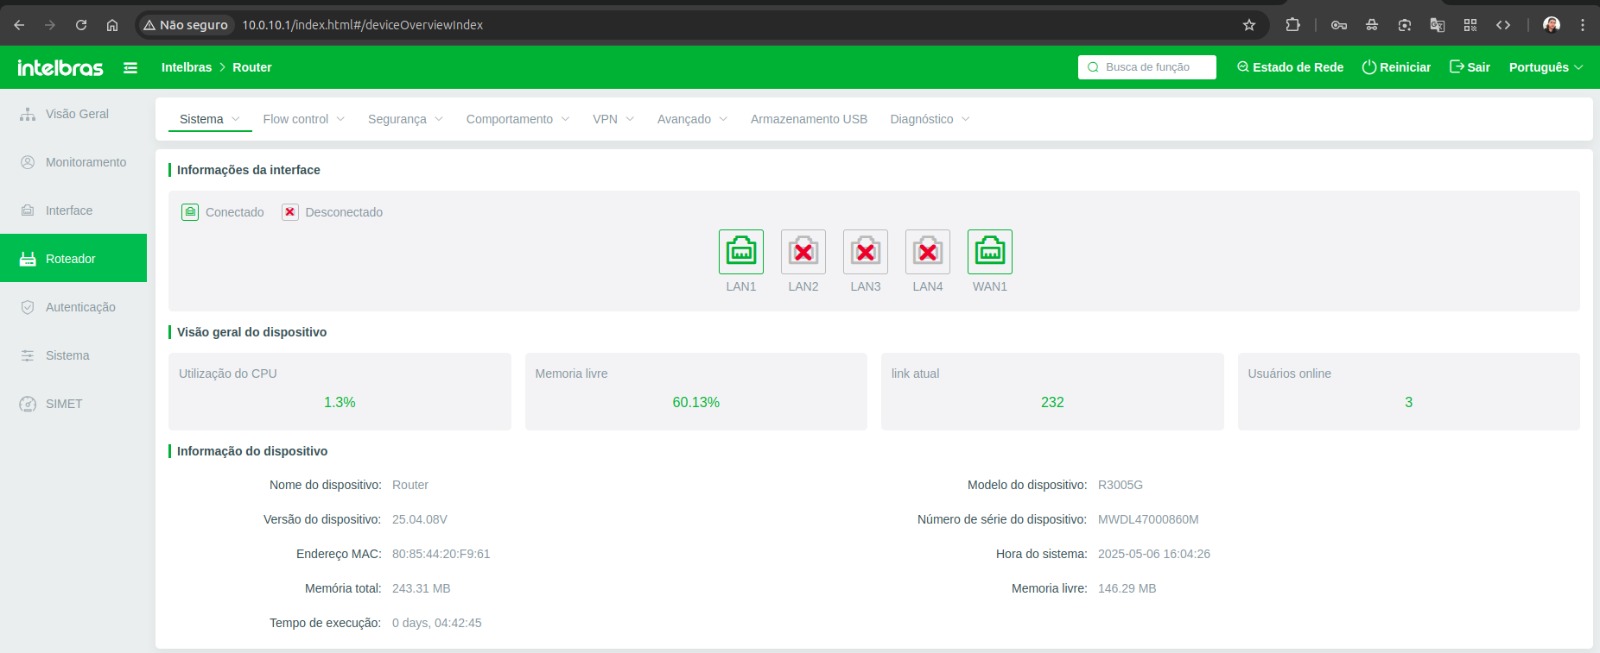 Não seguro 10.0.10.1/index.html#/deviceOverviewIndex
intelbras Intelbras > Router Busca de função Estado de Rede Reiniciar Sair Português
Visão Geral
Monitoramento
Interface
Roteador
Autenticação
Sistema
SIMET
Sistema Flow control Segurança Comportamento VPN Avançado Armazenamento USB Diagnóstico
Informações da interface
Conectado Desconectado
LAN1 LAN2 LAN3 LAN4 WAN1
Visão geral do dispositivo
Utilização do CPU Memoria livre link atual Usuários online
1.3% 60.13% 232 3
Informação do dispositivo
Nome do dispositivo: Router Modelo do dispositivo: R3005G
Versão do dispositivo: 25.04.08V Número de série do dispositivo: MWDL47000860M
Endereço MAC: 80:85:44:20:F9:61 Hora do sistema: 2025-05-06 16:04:26
Memória total: 243.31 MB Memoria livre: 146.29 MB
Tempo de execução: 0 days, 04:42:45